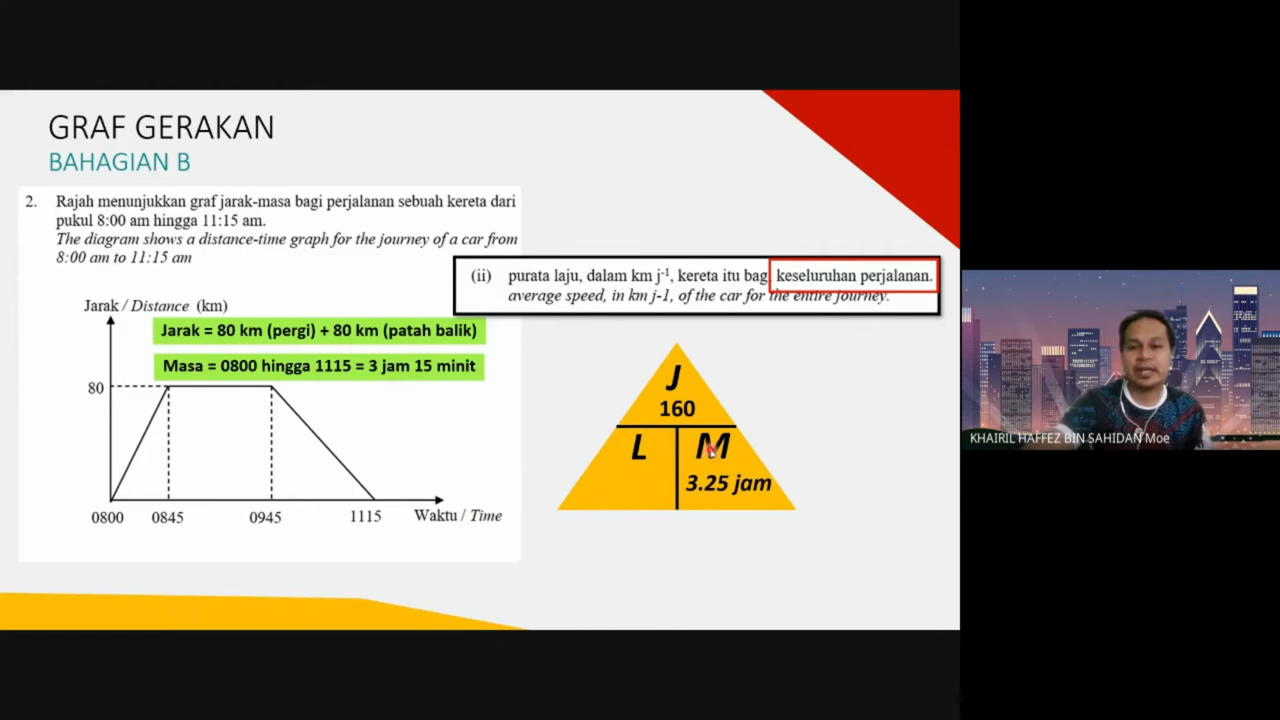 GRAF GERAKAN
BAHAGIAN B
2. Rajah menunjukkan graf jarak-masa bagi perjalanan sebuah kereta dari
pukul 8:00 am hingga 11:15 am.
The diagram shows a distance-time graph for the journey of a car from
8:00 am to 11:15 am
(ii) purata laju, dalam km j-¹, kereta itu bag keseluruhan perjalanan.
average speed, in km j-1, of the car for the entire journey.
Jarak / Distance (km)
Jarak = 80 km (pergi) + 80 km (patah balik)
Masa = 0800 hingga 1115 = 3 jam 15 minit
80
0800 0845 0945 1115 Waktu / Time
J
160
L M
3.25 jam
KHAIRIL HAFFEZ BIN SAHIDAN Moe